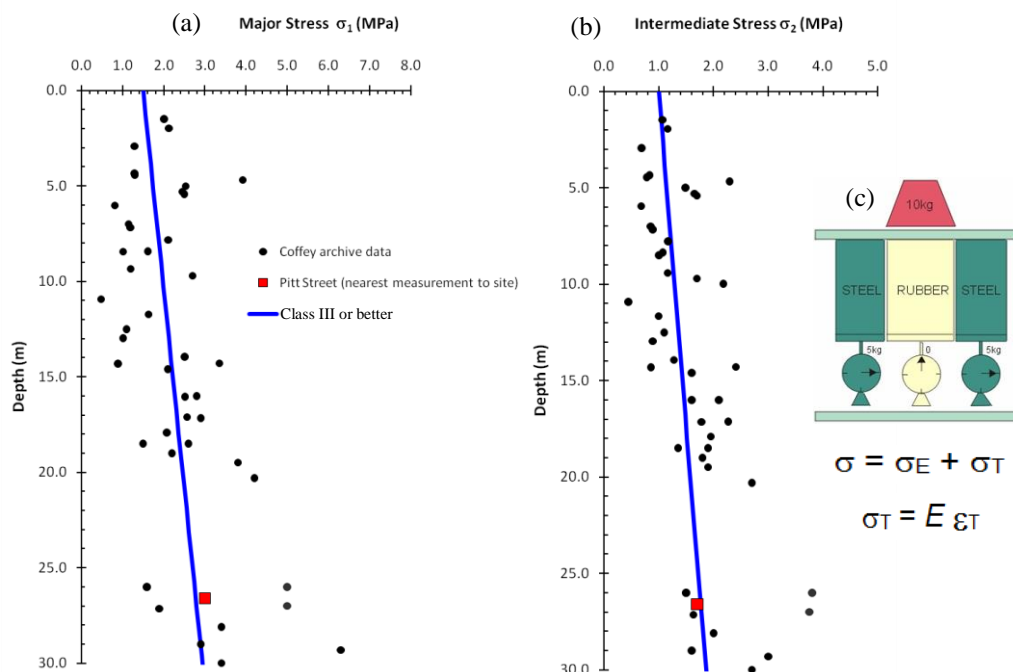 (a) Major Stress σ1 (MPa)
0.0 1.0 2.0 3.0 4.0 5.0 6.0 7.0 8.0
0.0
5.0
10.0
15.0
20.0
25.0
30.0
Depth (m)
Coffey archive data
Pitt Street (nearest measurement to site)
Class III or better
(b) Intermediate Stress σ2 (MPa)
0.0 1.0 2.0 3.0 4.0 5.0
0.0
5.0
10.0
15.0
20.0
25.0
30.0
Depth (m)
(c)
10kg
STEEL RUBBER STEEL
5kg 0 5kg
σ = σE + σT
σT = E εT